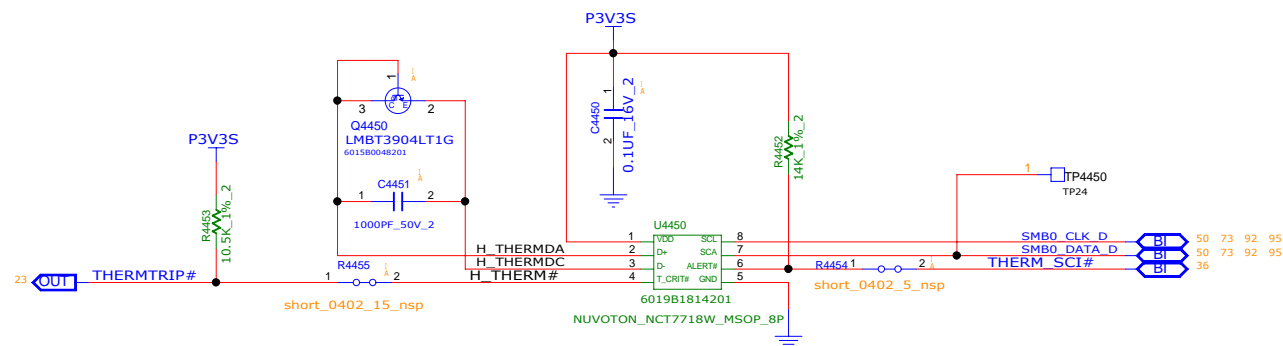 P3V3S
1
3
C
E
2
A
Q4450
LMBT3904LT1G
6015B0048201
P3V3S
R4453
10.5K_1%_2
C4451
A
1
2
1000PF_50V_2
1
C4450
A
2
0.1UF_16V_2
R4452
14K_1%_2
1
TP4450
TP24
U4450
1 VDD SCL 8
SMB0_CLK_D BI 50 73 92 95
H_THERMDA 2 D+ SCA 7
SMB0_DATA_D BI 50 73 92 95
H_THERMDC 3 D- ALERT# 6
R4454 1 2 A THERM_SCI# BI 36
H_THERM# 4 T_CRIT# GND 5
short_0402_5_nsp
23 OUT THERMTRIP#
R4455
1 2 A
short_0402_15_nsp
6019B1814201
NUVOTON_NCT7718W_MSOP_8P